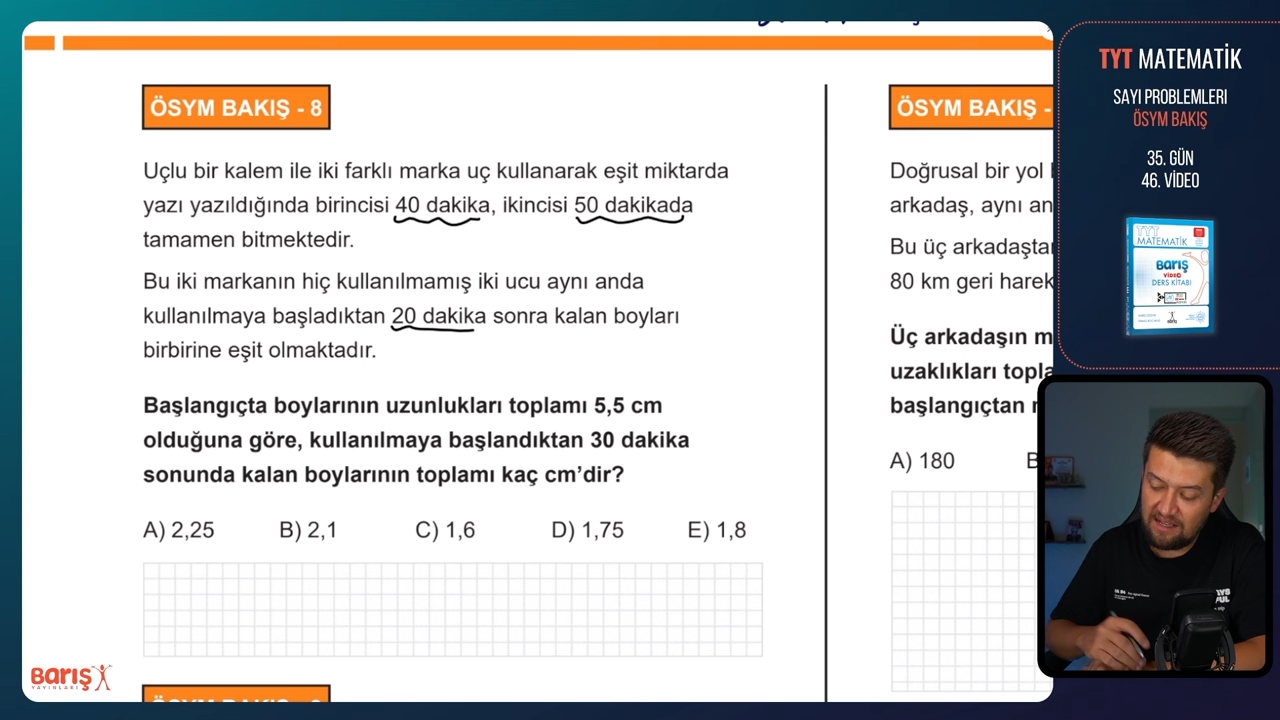 ÖSYM BAKIŞ - 8
Uçlu bir kalem ile iki farklı marka uç kullanarak eşit miktarda
yazı yazıldığında birincisi 40 dakika, ikincisi 50 dakikada
tamamen bitmektedir.
Bu iki markanın hiç kullanılmamış iki ucu aynı anda
kullanılmaya başladıktan 20 dakika sonra kalan boyları
birbirine eşit olmaktadır.
Başlangıçta boylarının uzunlukları toplamı 5,5 cm
olduğuna göre, kullanılmaya başlandıktan 30 dakika
sonunda kalan boylarının toplamı kaç cm’dir?
A) 2,25 B) 2,1 C) 1,6 D) 1,75 E) 1,8
BARIŞ
YAYINLARI
ÖSYM BAKIŞ -
Doğrusal bir yol
arkadaş, aynı an
Bu üç arkadaşta
80 km geri harek
Üç arkadaşın m
uzaklıkları topla
başlangıçtan
A) 180 B
TYT MATEMATİK
SAYI PROBLEMLERI
ÖSYM BAKIŞ
35. GÜN
46. VİDEO
TYT
MATEMATİK
BARIŞ
VİDEO
DERS KİTABI